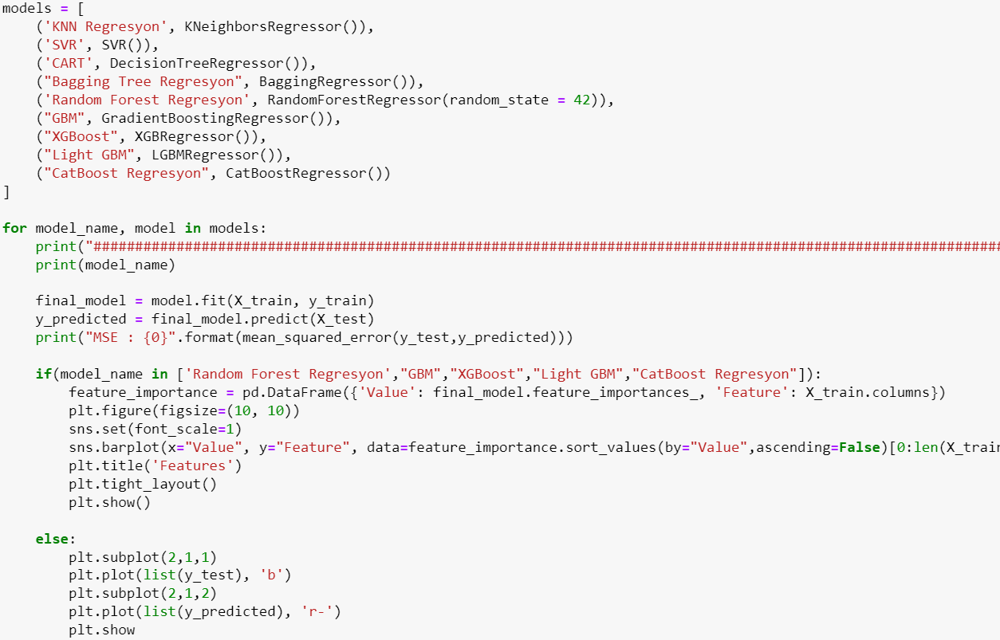 models = [
    ('KNN Regresyon', KNeighborsRegressor()),
    ('SVR', SVR()),
    ('CART', DecisionTreeRegressor()),
    ("Bagging Tree Regresyon", BaggingRegressor()),
    ('Random Forest Regresyon', RandomForestRegressor(random_state = 42)),
    ("GBM", GradientBoostingRegressor()),
    ("XGBoost", XGBRegressor()),
    ("Light GBM", LGBMRegressor()),
    ("CatBoost Regresyon", CatBoostRegressor())
]
for model_name, model in models:
    print("##############################################################################################################
    print(model_name)
    final_model = model.fit(X_train, y_train)
    y_predicted = final_model.predict(X_test)
    print("MSE : {0}".format(mean_squared_error(y_test,y_predicted)))
    if(model_name in ['Random Forest Regresyon',"GBM","XGBoost","Light GBM","CatBoost Regresyon"]):
        feature_importance = pd.DataFrame({'Value': final_model.feature_importances_, 'Feature': X_train.columns})
        plt.figure(figsize=(10, 10))
        sns.set(font_scale=1)
        sns.barplot(x="Value", y="Feature", data=feature_importance.sort_values(by="Value",ascending=False)[0:len(X_train
        plt.title('Features')
        plt.tight_layout()
        plt.show()
    else:
        plt.subplot(2,1,1)
        plt.plot(list(y_test), 'b')
        plt.subplot(2,1,2)
        plt.plot(list(y_predicted), 'r-')
        plt.show